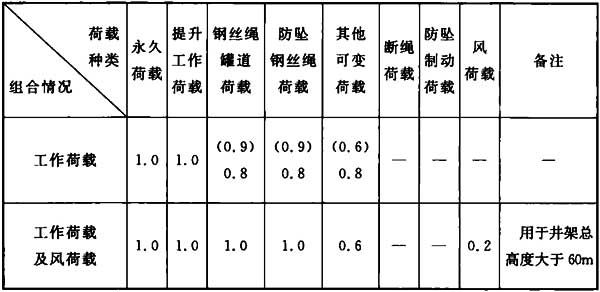 荷载 种类 组合情况
永久 荷载
提升 工作 荷载
钢丝绳 罐道 荷载
防坠 钢丝绳 荷载
其他 可变 荷载
断绳 荷载
防坠 制动 荷载
风 荷载
备注
工作荷载 1.0 1.0 (0.9) 0.8 (0.9) 0.8 (0.6) 0.8 — — — —
工作荷载 及风荷载 1.0 1.0 1.0 1.0 0.6 — — 0.2 用于井架总 高度大于 60m